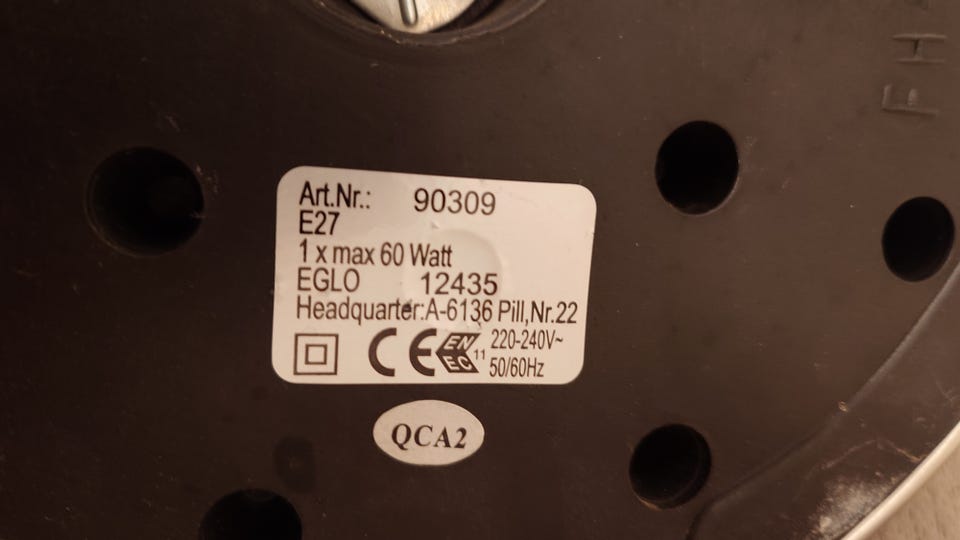 FH
Art.Nr.: 90309
E27
1 x max 60 Watt
EGLO 12435
Headquarter:A-6136 Pill,Nr.22
CE EN EC 11 220-240V~
50/60Hz
QCA2